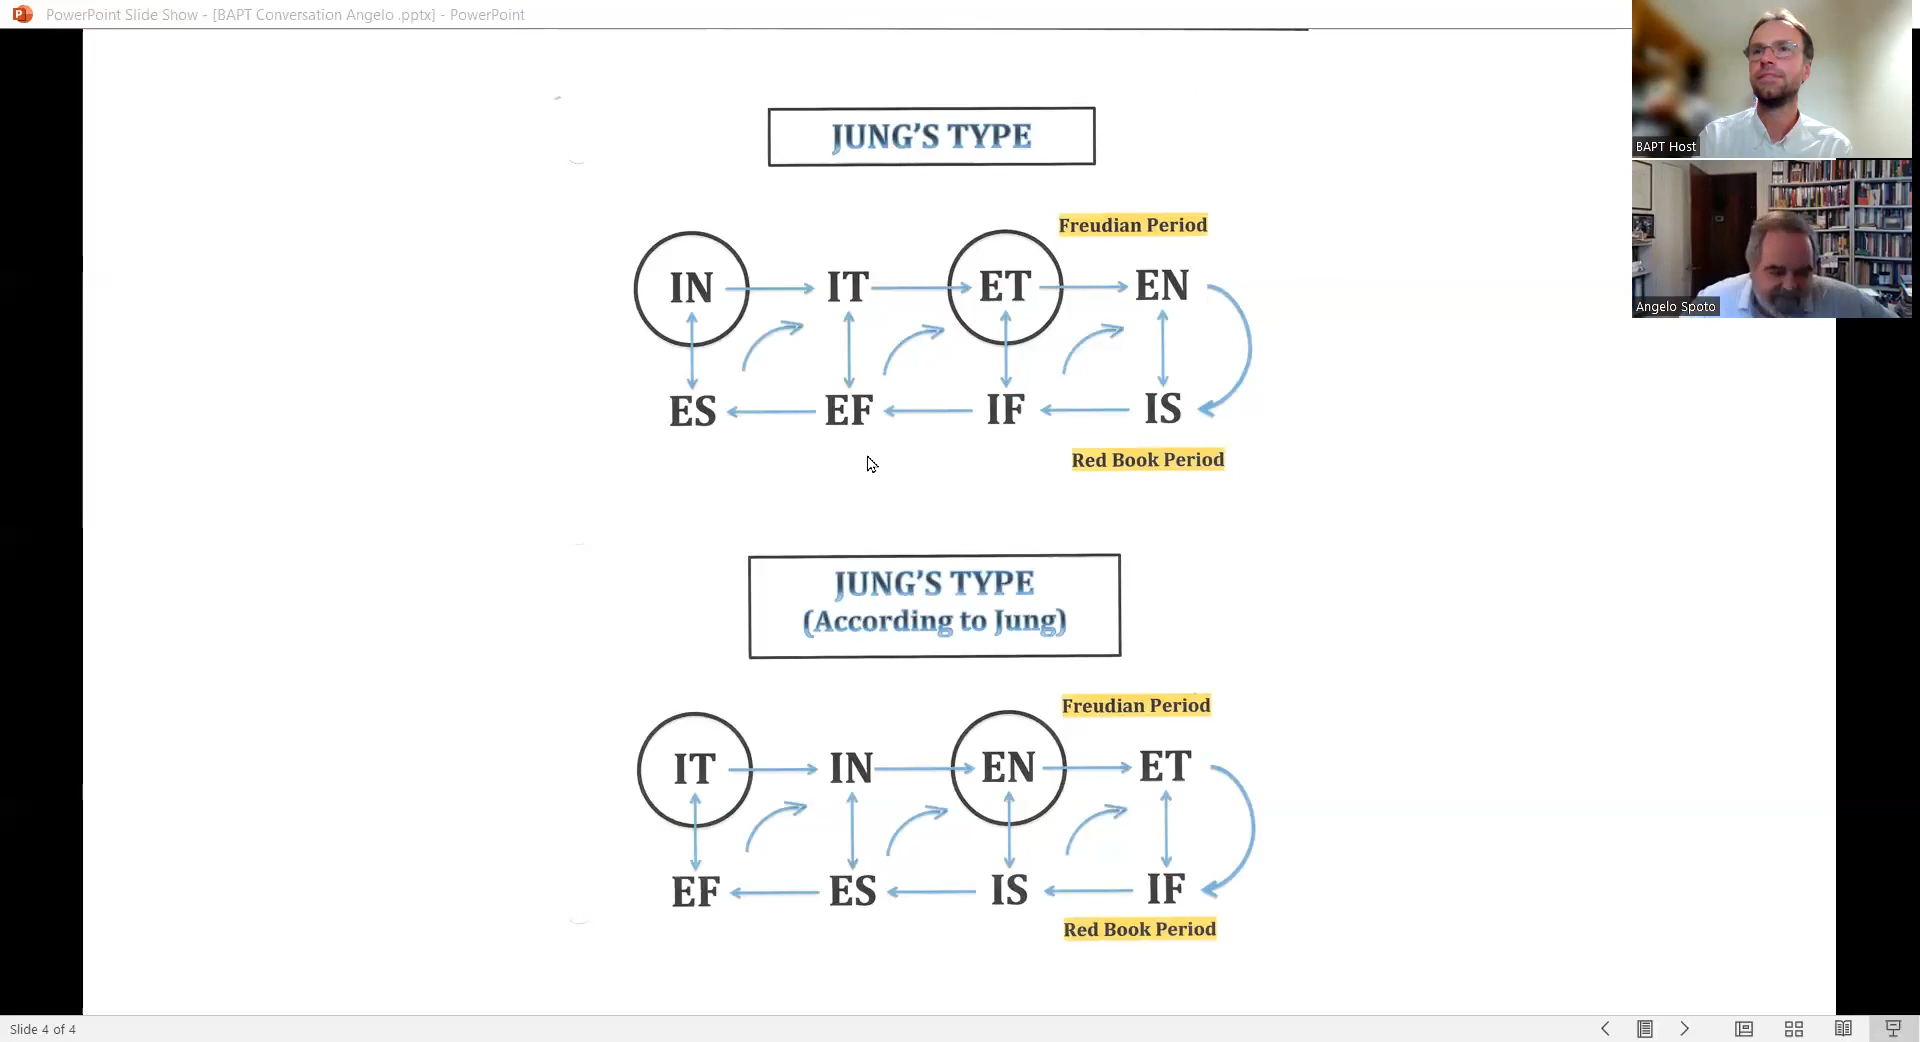 PowerPoint Slide Show - [BAPT Conversation Angelo .pptx] - PowerPoint
BAPT Host
Angelo Spoto
JUNG'S TYPE
Freudian Period
IN IT ET EN
ES EF IF IS
Red Book Period
JUNG'S TYPE
(According to Jung)
Freudian Period
IT IN EN ET
EF ES IS IF
Red Book Period
Slide 4 of 4